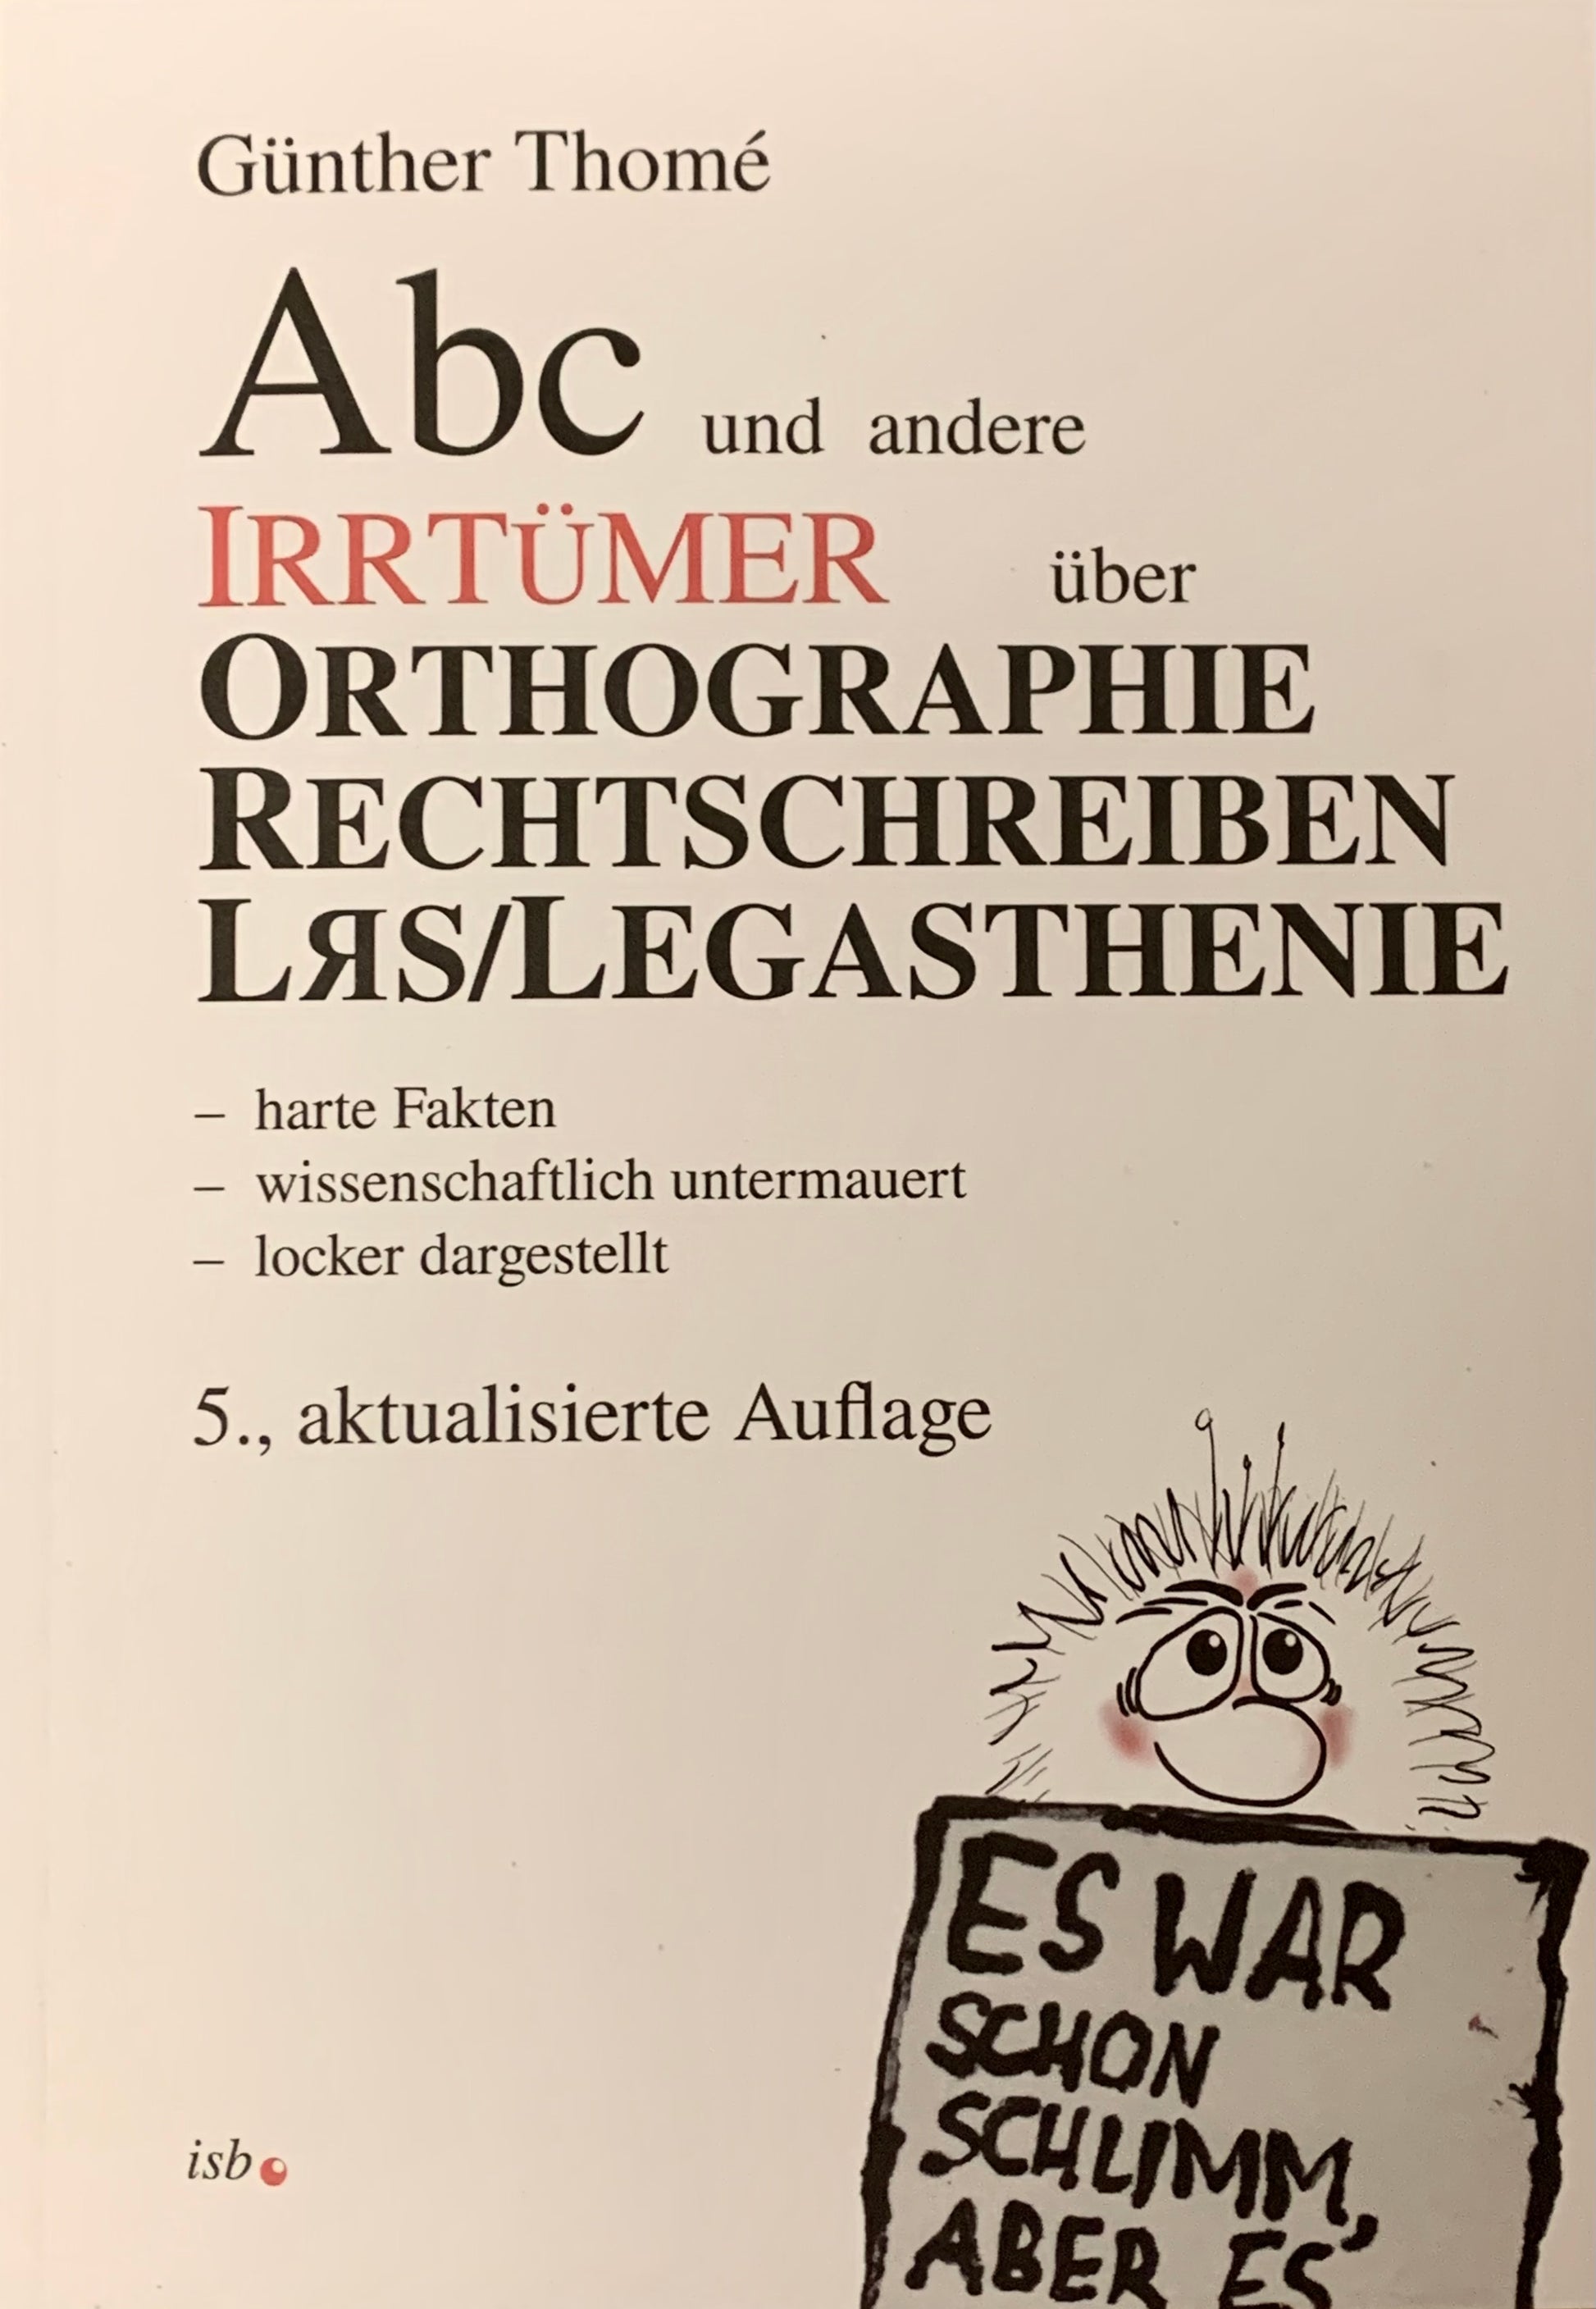 Günther Thomé
Abc und andere
IRRTÜMER über
ORTHOGRAPHIE
RECHTSCHREIBEN
LЯS/LEGASTHENIE
– harte Fakten
– wissenschaftlich untermauert
– locker dargestellt
5., aktualisierte Auflage
ES WAR
SCHON
SCHLIMM,
ABER ES
isb